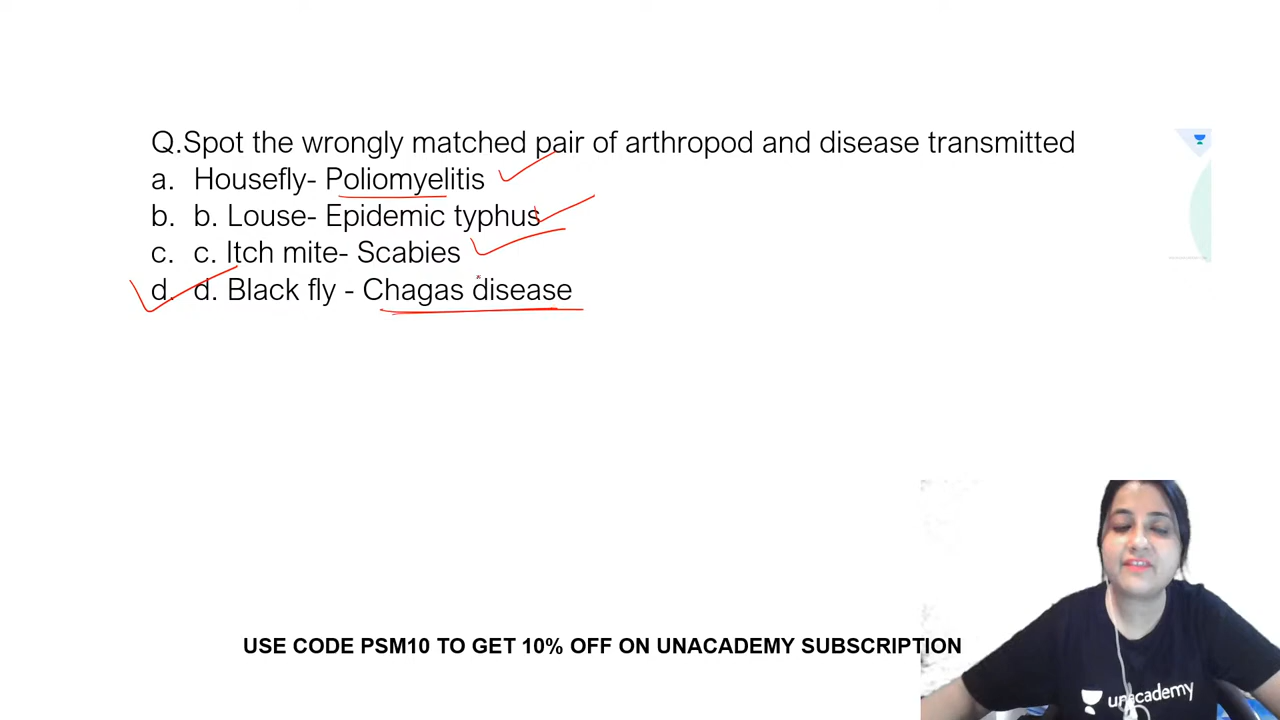 Q.Spot the wrongly matched pair of arthropod and disease transmitted
a. Housefly- Poliomyelitis
b. b. Louse- Epidemic typhus
c. c. Itch mite- Scabies
d. d. Black fly - Chagas disease
USE CODE PSM10 TO GET 10% OFF ON UNACADEMY SUBSCRIPTION
unacademy